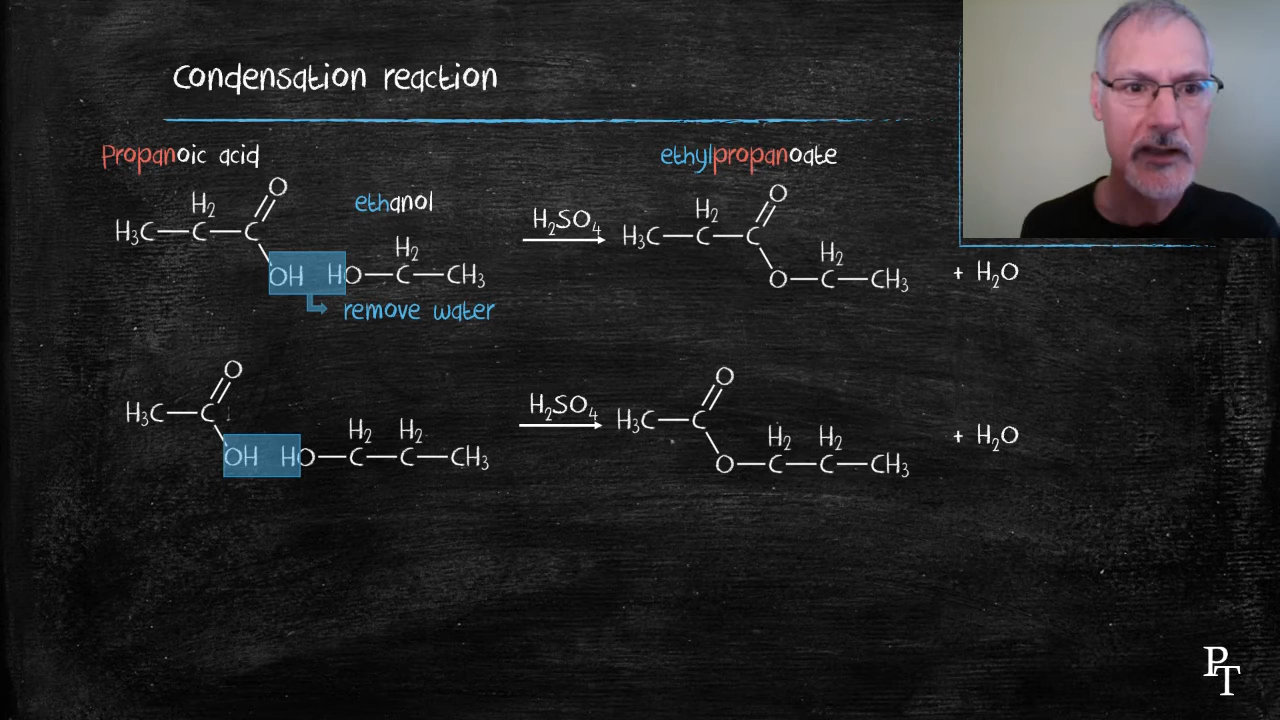 Condensation reaction
Propanoic acid
ethanol
ethylpropanoate
O
H₂
H₃C—C—C
OH HO—C—CH₃
H₂
remove water
H₂SO₄
O
H₂
H₃C—C—C
H₂
O—C—CH₃
+ H₂O
O
H₃C—C
H₂ H₂
OH HO—C—C—CH₃
H₂SO₄
O
H₃C—C
H₂ H₂
O—C—C—CH₃
+ H₂O
PT